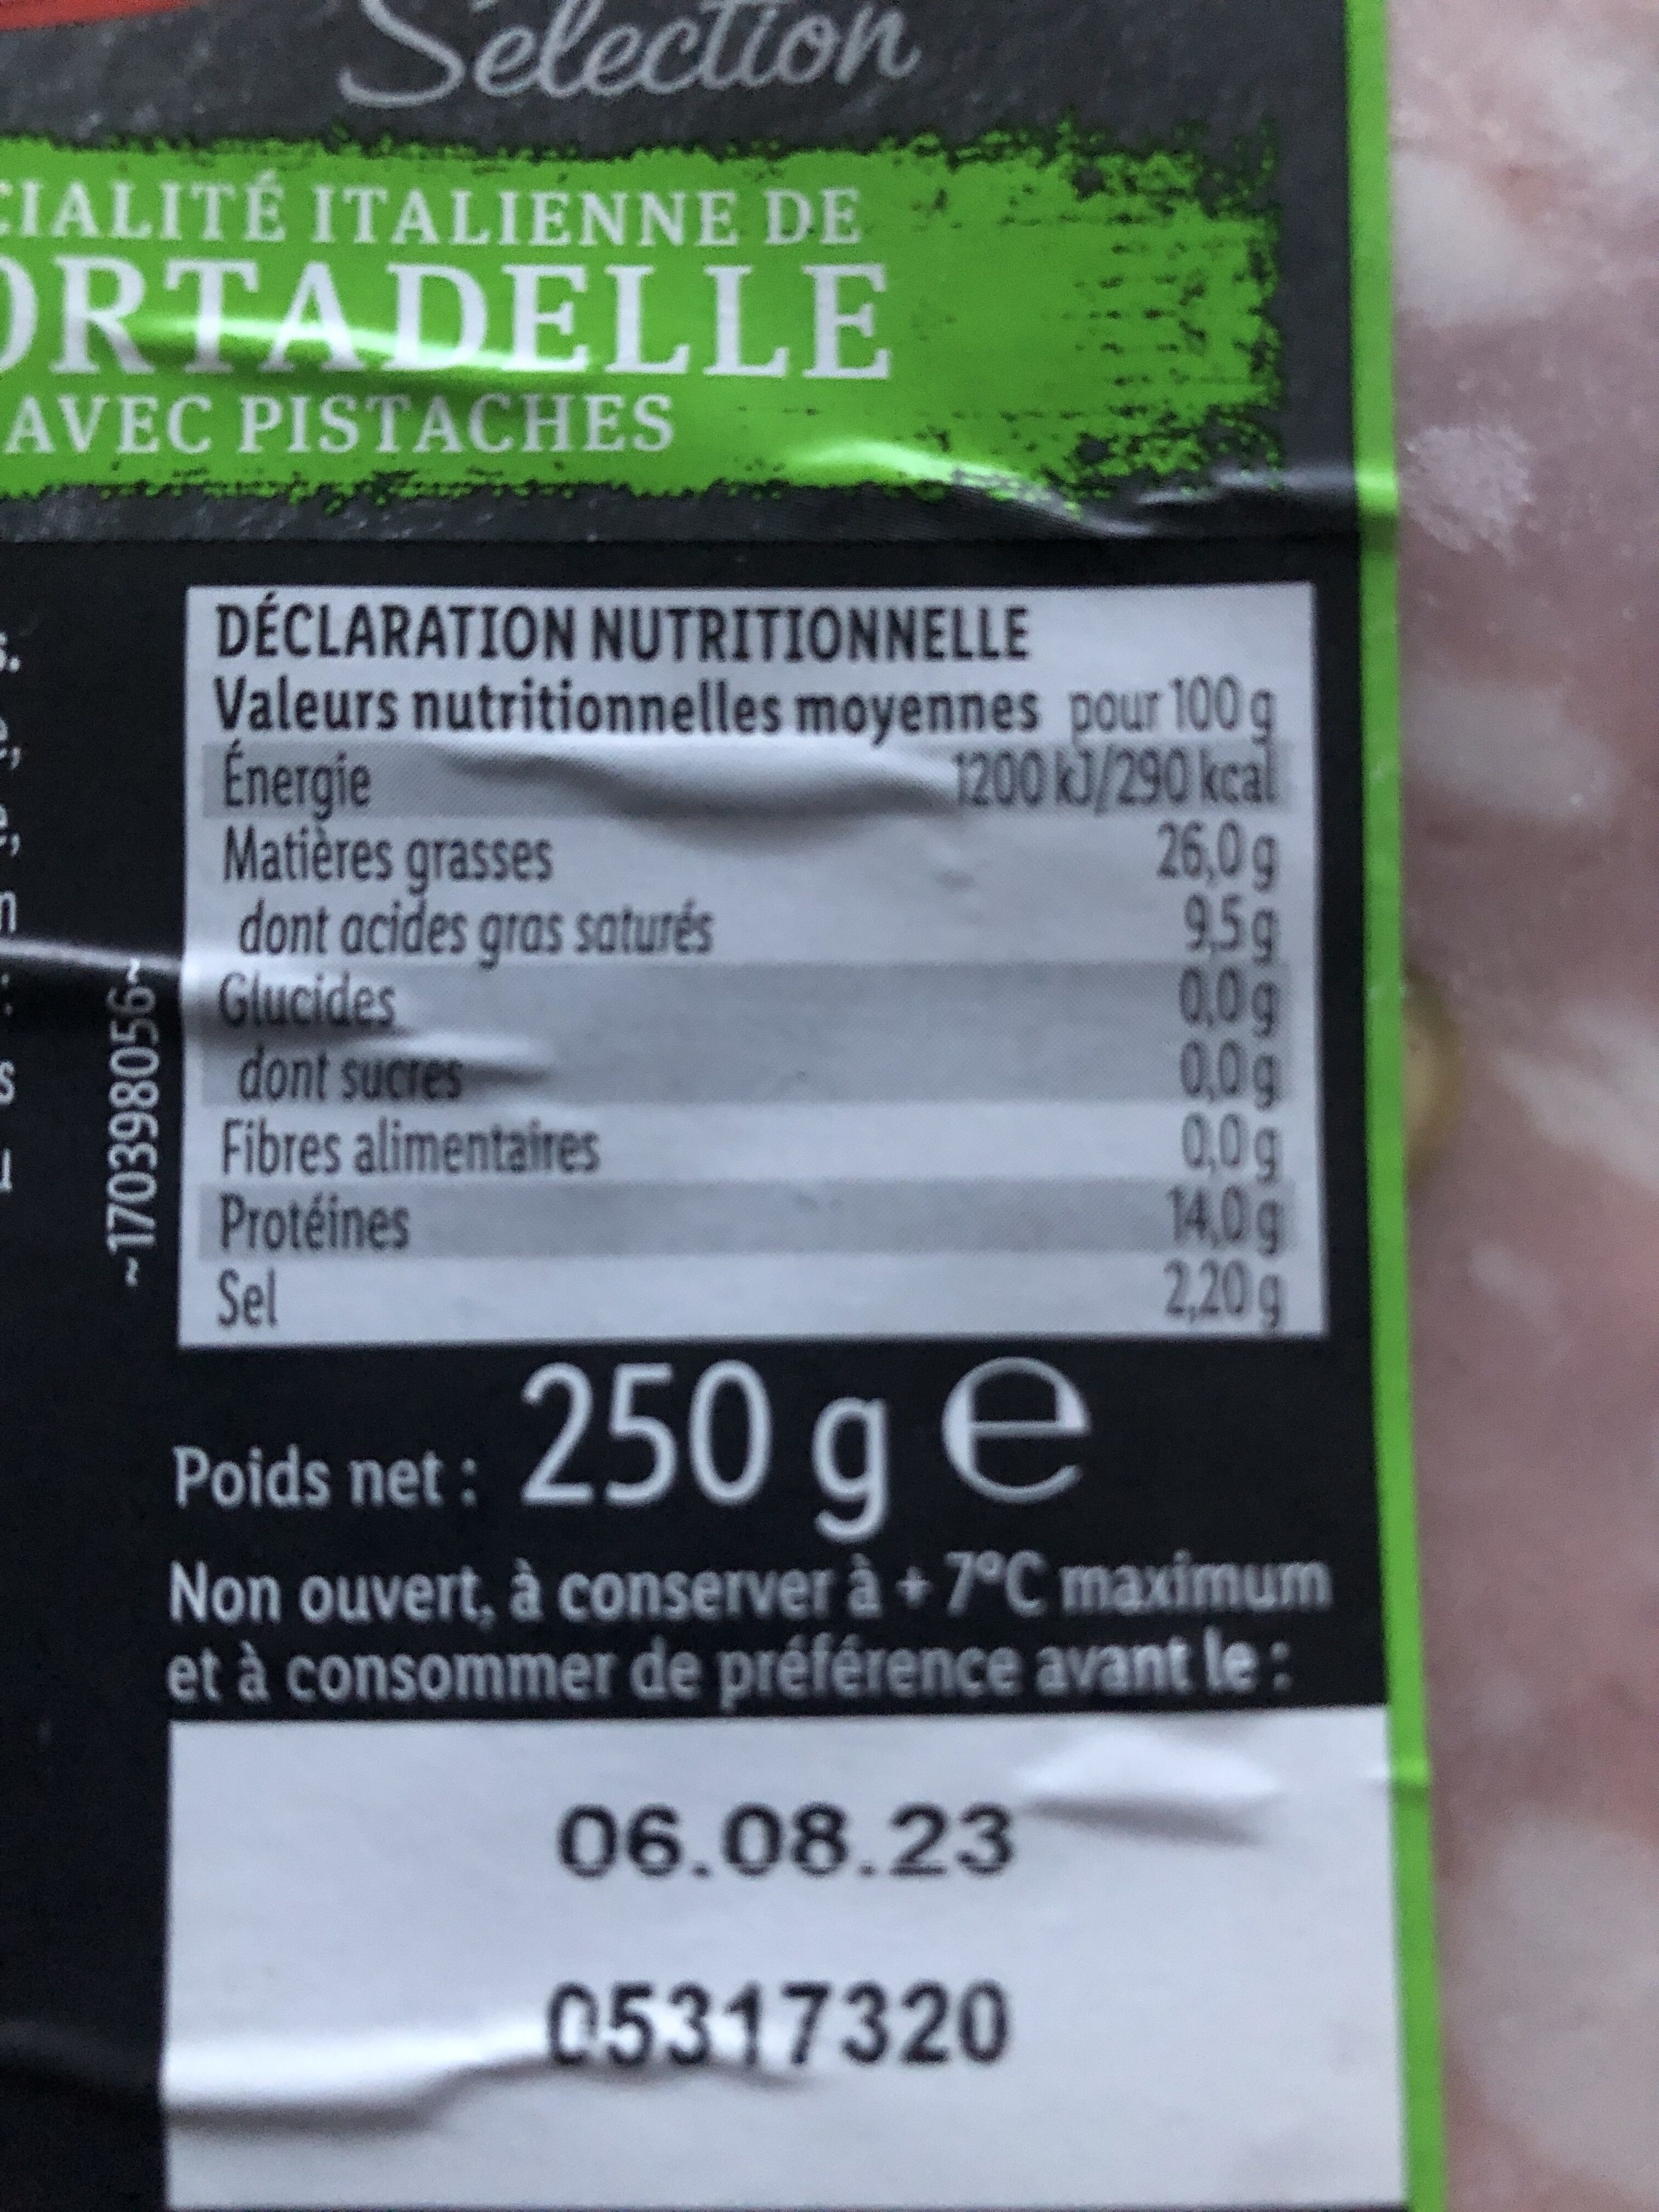 Sélection
CIALITÉ ITALIENNE DE
ORTADELLE
AVEC PISTACHES
DÉCLARATION NUTRITIONNELLE
Valeurs nutritionnelles moyennes pour 100 g
Énergie 1200 kJ/290 kcal
Matières grasses 26,0 g
dont acides gras saturés 9,5 g
Glucides 0,0 g
dont sucres 0,0 g
Fibres alimentaires 0,0 g
Protéines 14,0 g
Sel 2,20 g
~170398056~
Poids net : 250 g e
Non ouvert, à conserver à + 7°C maximum
et à consommer de préférence avant le :
06.08.23
05317320